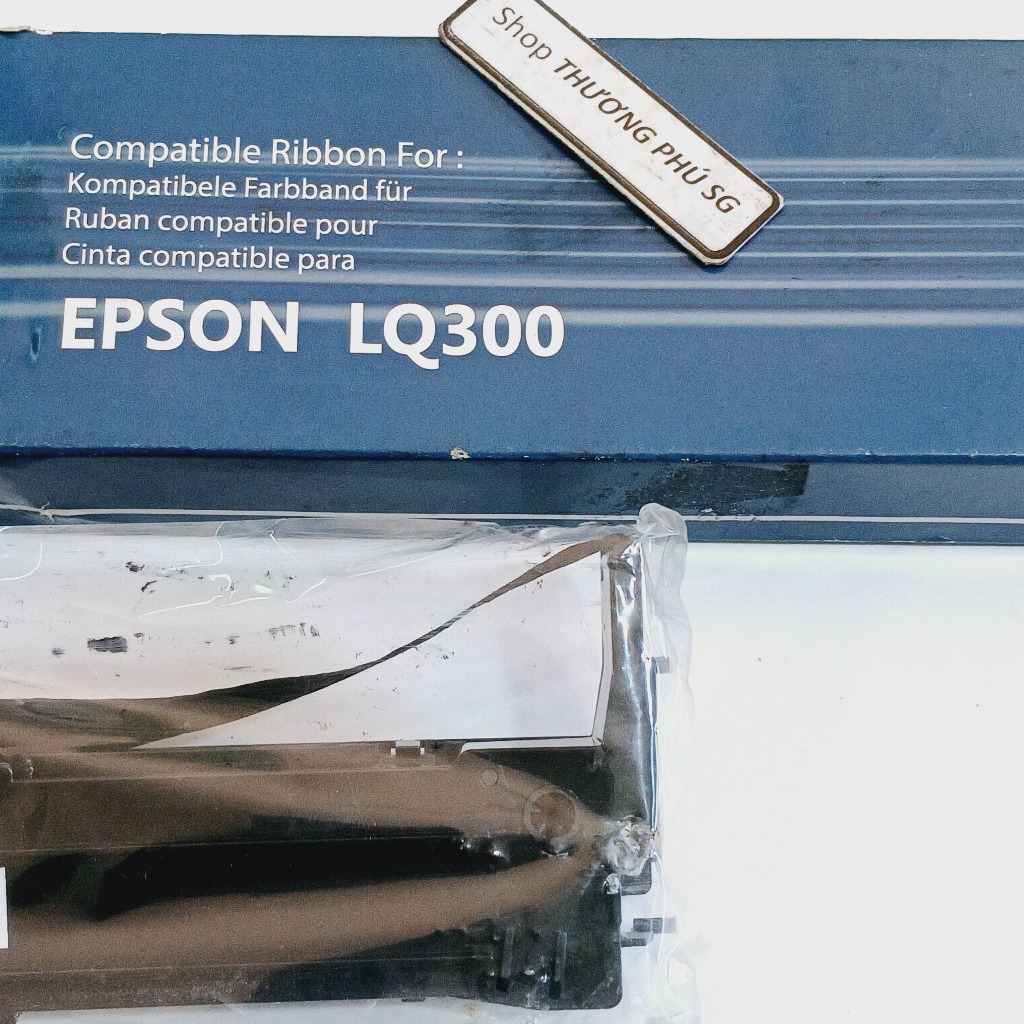 Shop THƯƠNG PHÚ SG
Compatible Ribbon For :
Kompatibele Farbband für
Ruban compatible pour
Cinta compatible para
EPSON LQ300